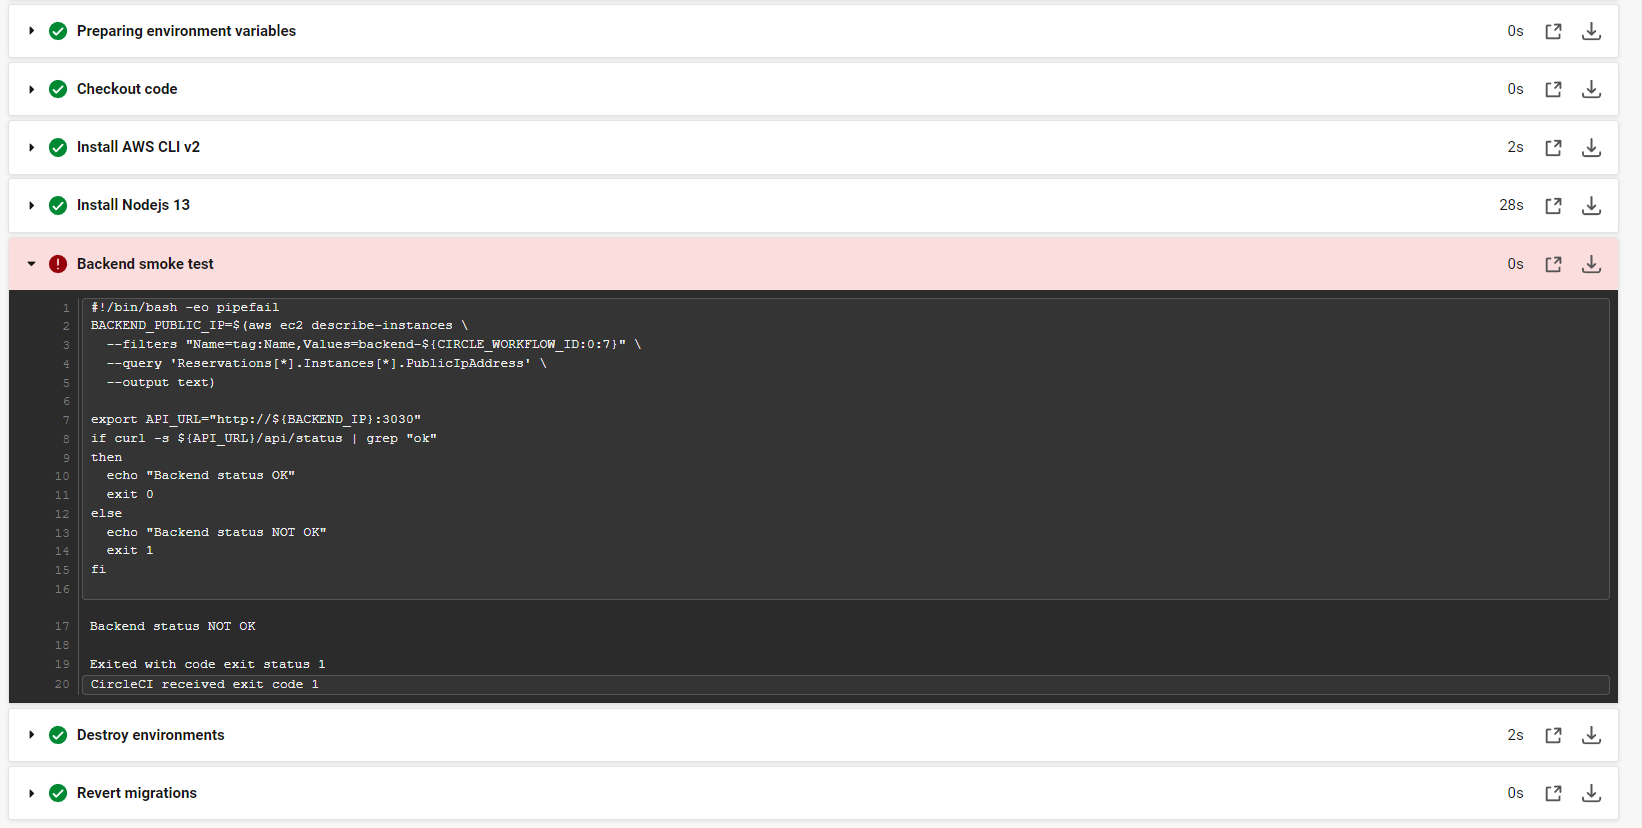 Preparing environment variables 0s
Checkout code 0s
Install AWS CLI v2 2s
Install Nodejs 13 28s
Backend smoke test 0s
1 #!/bin/bash -eo pipefail
2 BACKEND_PUBLIC_IP=$(aws ec2 describe-instances \
3   --filters "Name=tag:Name,Values=backend-${CIRCLE_WORKFLOW_ID:0:7}" \
4   --query 'Reservations[*].Instances[*].PublicIpAddress' \
5   --output text)
6
7 export API_URL="http://${BACKEND_IP}:3030"
8 if curl -s ${API_URL}/api/status | grep "ok"
9 then
10   echo "Backend status OK"
11   exit 0
12 else
13   echo "Backend status NOT OK"
14   exit 1
15 fi
16
17 Backend status NOT OK
18
19 Exited with code exit status 1
20 CircleCI received exit code 1
Destroy environments 2s
Revert migrations 0s